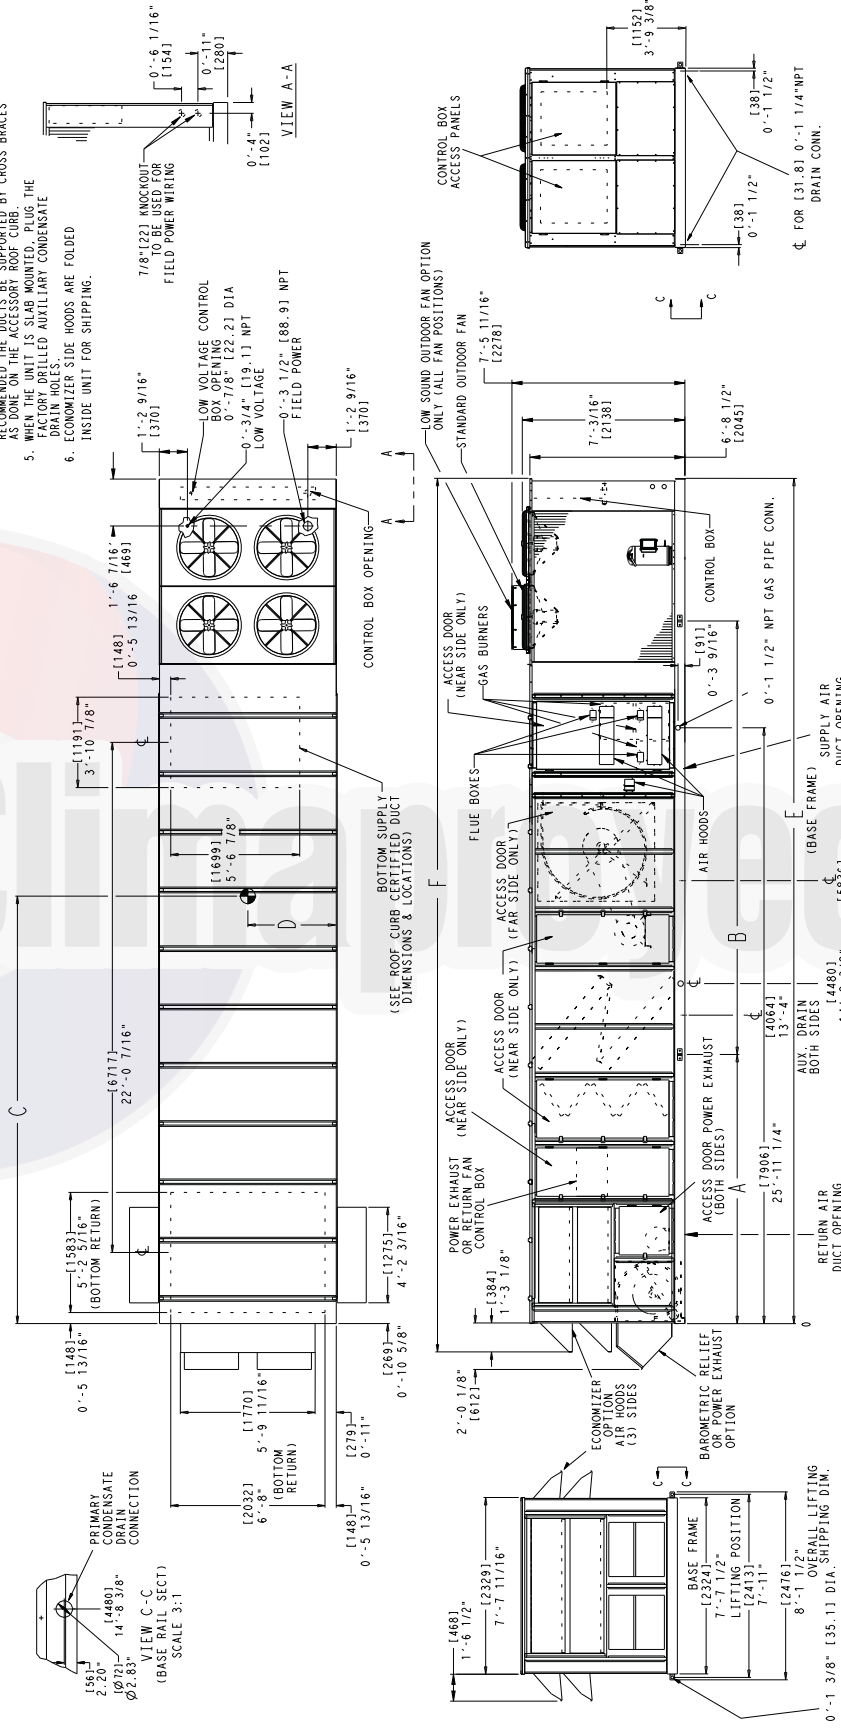 RECOMMENDED THE DUCTS BE SUPPORTED BY CROSS BRACES
AS DONE ON THE ACCESSORY ROOF CURB.
5. WHEN THE UNIT IS SLAB MOUNTED, PLUG THE
FACTORY DRILLED AUXILIARY CONDENSATE
DRAIN HOLES.
6. ECONOMIZER SIDE HOODS ARE FOLDED
INSIDE UNIT FOR SHIPPING.
PRIMARY
CONDENSATE
DRAIN
CONNECTION
[56]
2.20"
[Ø72]
Ø2.83"
[4480]
14'-8 3/8"
VIEW C-C
(BASE RAIL SECT)
SCALE 3:1
C
[148]
0'-5 13/16"
[1583]
5'-2 5/16"
(BOTTOM RETURN)
[6717]
22'-0 7/16"
[1191]
3'-10 7/8"
[148]
0'-5 13/16
1'-6 7/16'
[469]
1'-2 9/16"
[370]
LOW VOLTAGE CONTROL
BOX OPENING
0'-7/8" [22.2] DIA
0'-3/4" [19.1] NPT
LOW VOLTAGE
0'-3 1/2" [88.9] NPT
FIELD POWER
1'-2 9/16"
[370]
[1770]
5'-9 11/16"
[2032]
6'-8"
(BOTTOM
RETURN)
[279]
0'-11"
[148]
0'-5 13/16"
[269]
0'-10 5/8"
[1275]
4'-2 3/16"
[1699]
5'-6 7/8"
D
BOTTOM SUPPLY
(SEE ROOF CURB CERTIFIED DUCT
DIMENSIONS & LOCATIONS)
CONTROL BOX OPENING
A
A
7/8"[22] KNOCKOUT
TO BE USED FOR
FIELD POWER WIRING
0'-6 1/16"
[154]
0'-11"
[280]
0'-4"
[102]
VIEW A-A
[468]
1'-6 1/2"
[2329]
7'-7 11/16"
BASE FRAME
[2324]
7'-7 1/2"
LIFTING POSITION
[2413]
7'-11"
[2476]
8'-1 1/2"
OVERALL LIFTING
SHIPPING DIM.
0'-1 3/8" [35.1] DIA.
C
C
2'-0 1/8"
[612]
[384]
1'-3 1/8"
ECONOMIZER
OPTION
AIR HOODS
(3) SIDES
BAROMETRIC RELIEF
OR POWER EXHAUST
OPTION
POWER EXHAUST
OR RETURN FAN
CONTROL BOX
ACCESS DOOR
(NEAR SIDE ONLY)
ACCESS DOOR
(NEAR SIDE ONLY)
ACCESS DOOR
(FAR SIDE ONLY)
F
FLUE BOXES
ACCESS DOOR
(NEAR SIDE ONLY)
GAS BURNERS
LOW SOUND OUTDOOR FAN OPTION
ONLY (ALL FAN POSITIONS)
STANDARD OUTDOOR FAN
7'-5 11/16"
[2278]
7'-3/16"
[2138]
6'-8 1/2"
[2045]
ACCESS DOOR POWER EXHAUST
(BOTH SIDES)
A
B
E
AIR HOODS
CONTROL BOX
[91]
0'-3 9/16"
0'-1 1/2" NPT GAS PIPE CONN.
0
RETURN AIR
DUCT OPENING
[7906]
25'-11 1/4"
[4064]
13'-4"
AUX. DRAIN
BOTH SIDES
[4480]
(BASE FRAME)
SUPPLY AIR
DUCT OPENING
CONTROL BOX
ACCESS PANELS
[1152]
3'-9 3/8"
[38]
0'-1 1/2"
[38]
0'-1 1/2"
℄ FOR [31.8] 0'-1 1/4"NPT
DRAIN CONN.
C
C
Climaproyec